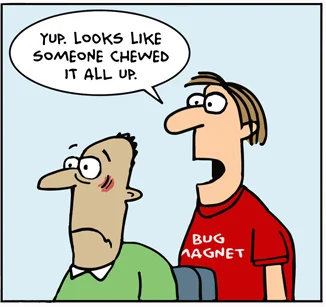 YUP. LOOKS LIKE
SOMEONE CHEWED
IT ALL UP.
BUG
MAGNET